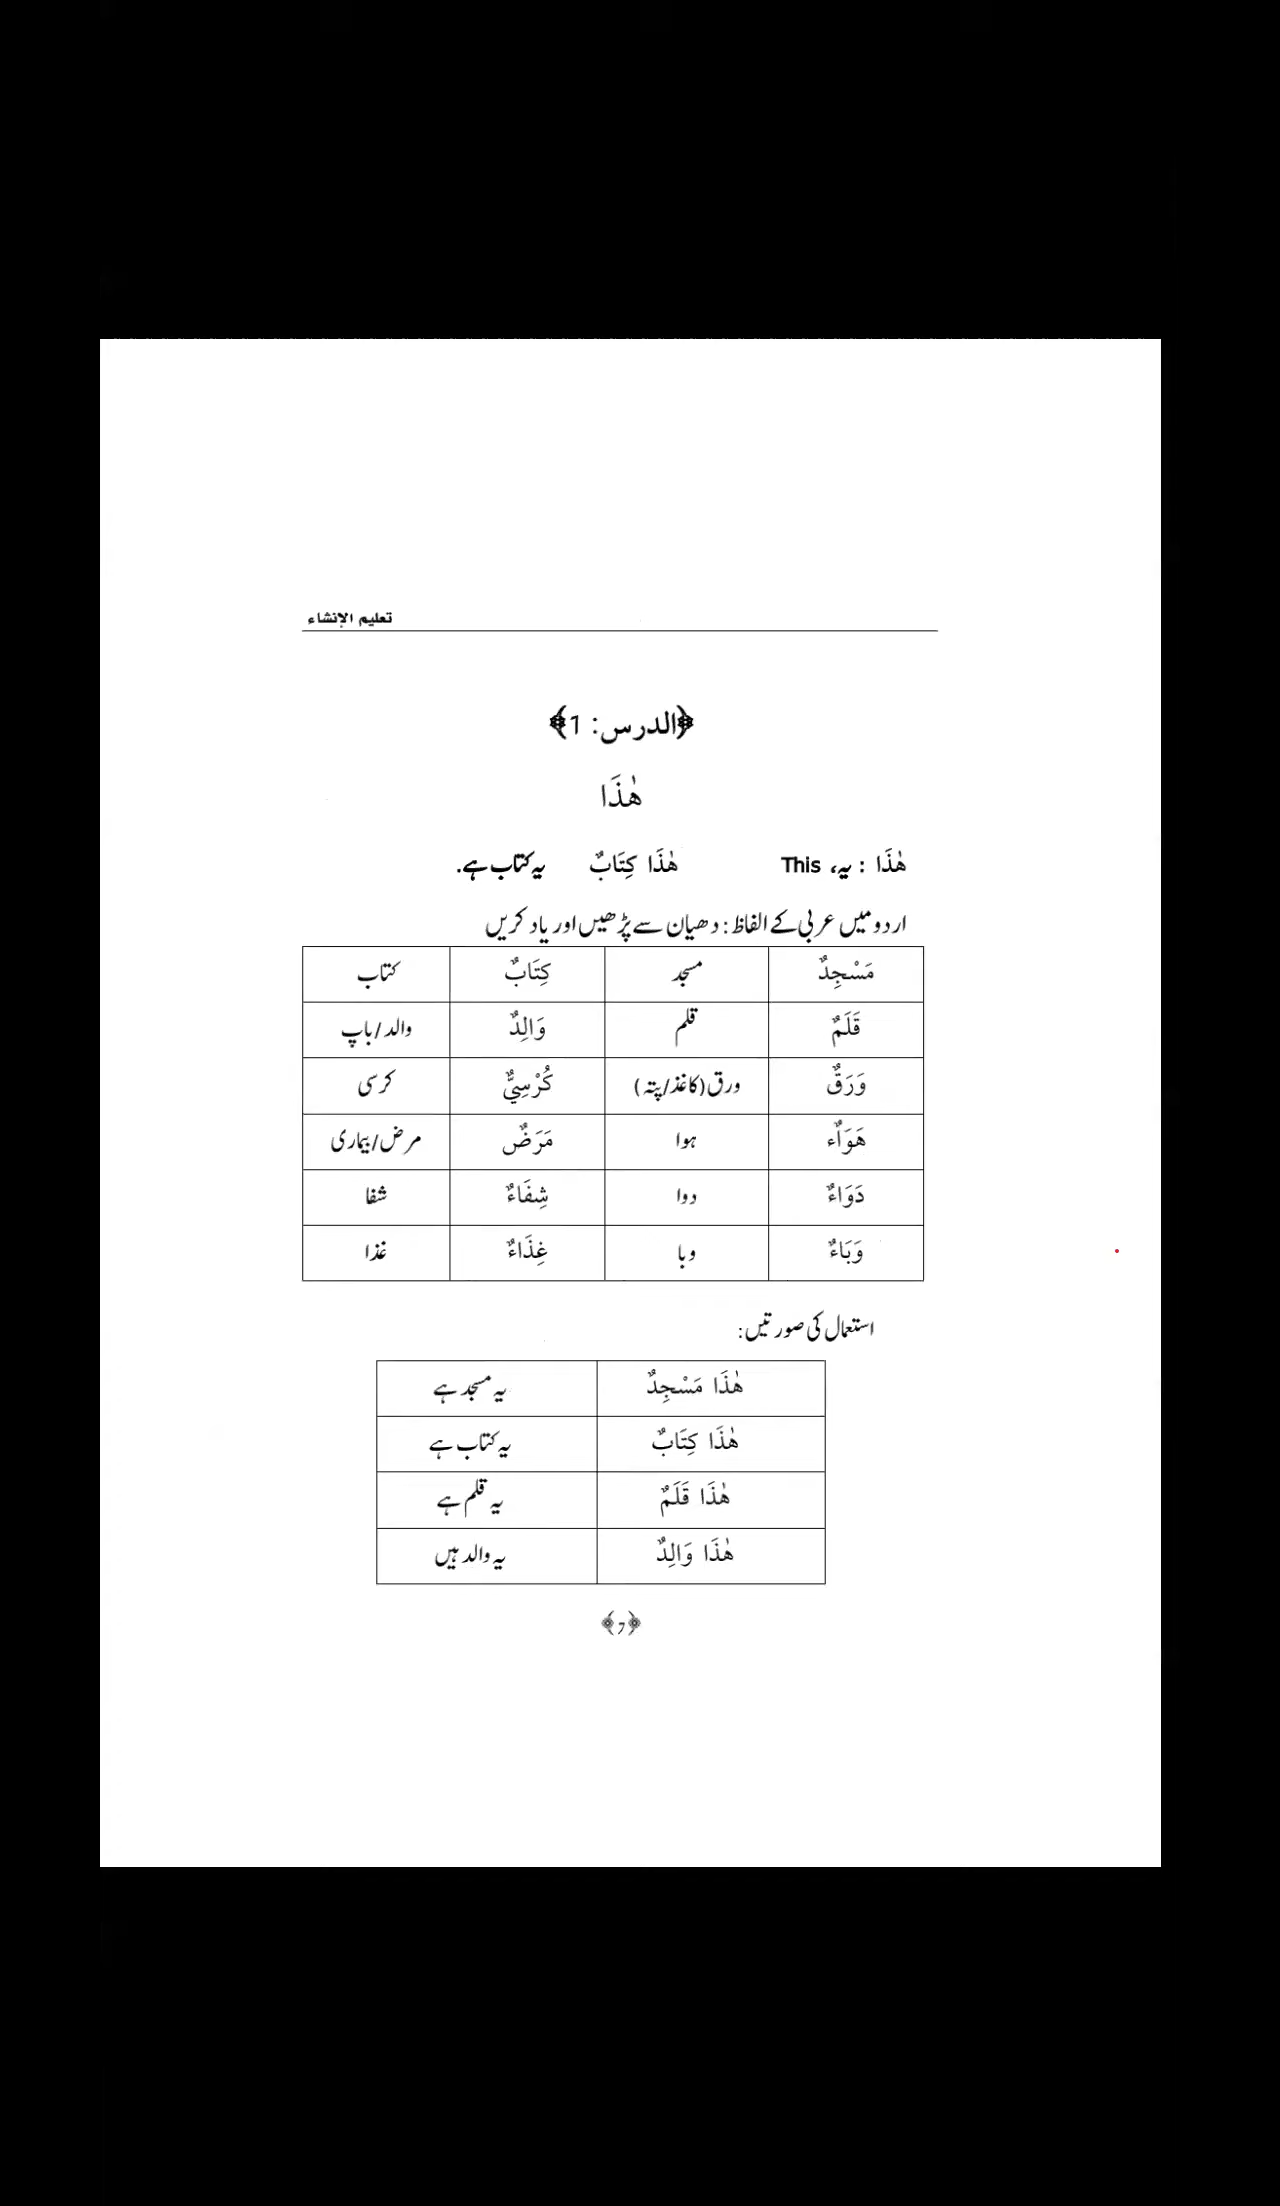 تعليم الإنشاء
﴿الدرس: 1﴾
هٰذَا
هٰذَا : یہ، This هٰذَا كِتَابٌ یہ کتاب ہے.
اردو میں عربی کے الفاظ: دھیان سے پڑھیں اور یاد کریں
مَسْجِدٌ مسجد كِتَابٌ کتاب
قَلَمٌ قلم وَالِدٌ والد/باپ
وَرَقٌ ورق(کاغذ/پتہ) كُرْسِيٌّ کرسی
هَوَاٌء ہوا مَرَضٌ مرض/بیماری
دَوَاءٌ دوا شِفَاءٌ شفا
وَبَاءٌ وبا غِذَاءٌ غذا
استعمال کی صورتیں:
هٰذَا مَسْجِدٌ یہ مسجد ہے
هٰذَا كِتَابٌ یہ کتاب ہے
هٰذَا قَلَمٌ یہ قلم ہے
هٰذَا وَالِدٌ یہ والد ہیں
﴿7﴾